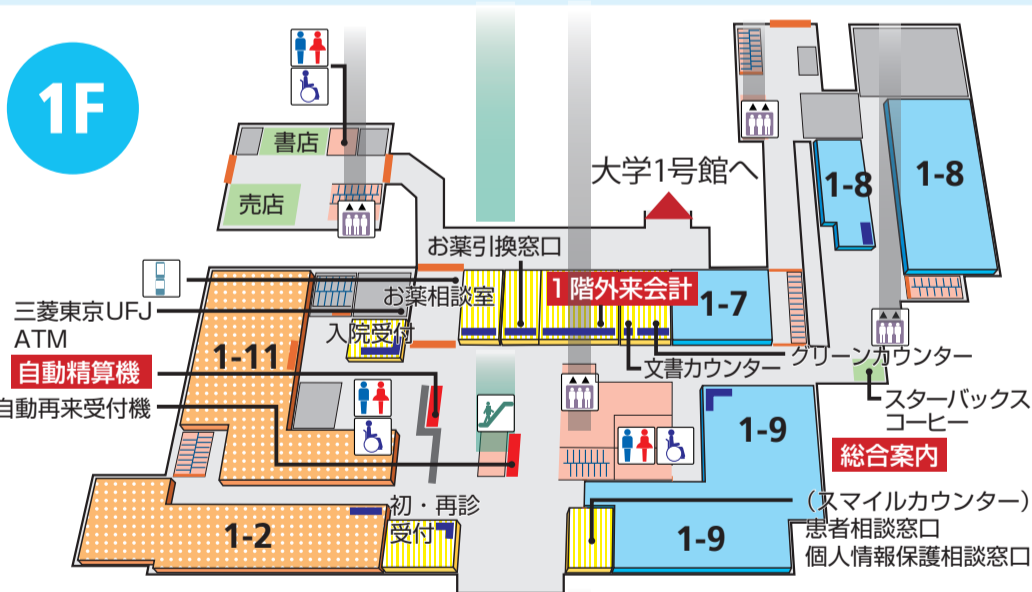 1F
書店
売店
大学1号館へ
1-8
1-8
お薬引換窓口
お薬相談室
1階外来会計
1-7
三菱東京UFJ
ATM
入院受付
1-11
文書カウンター
グリーンカウンター
自動精算機
自動再来受付機
スターバックス
コーヒー
1-9
総合案内
初・再診
受付
(スマイルカウンター)
患者相談窓口
個人情報保護相談窓口
1-2
1-9